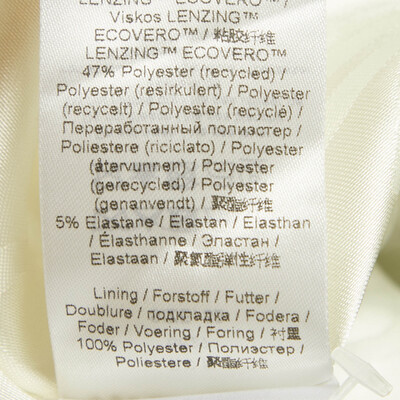 LENZING™ ECOVERO™ /
Viskos LENZING™
ECOVERO™ / 粘胶纤维
LENZING™ ECOVERO™
47% Polyester (recycled) /
Polyester (resirkulert) / Polyester
(recycelt) / Polyester (recyclé) /
Переработанный полиэстер /
Poliestere (riciclato) / Polyester
(återvunnen) / Polyester
(gerecycled) / Polyester
(genanvendt) / 聚酯纤维
5% Elastane / Elastan / Elasthan
/ Élasthanne / Эластан /
Elastaan / 聚氨酯弹性纤维
Lining / Forstoff / Futter /
Doublure / подкладка / Fodera /
Foder / Voering / Foring / 衬里
100% Polyester / Полиэстер /
Poliestere / 聚酯纤维